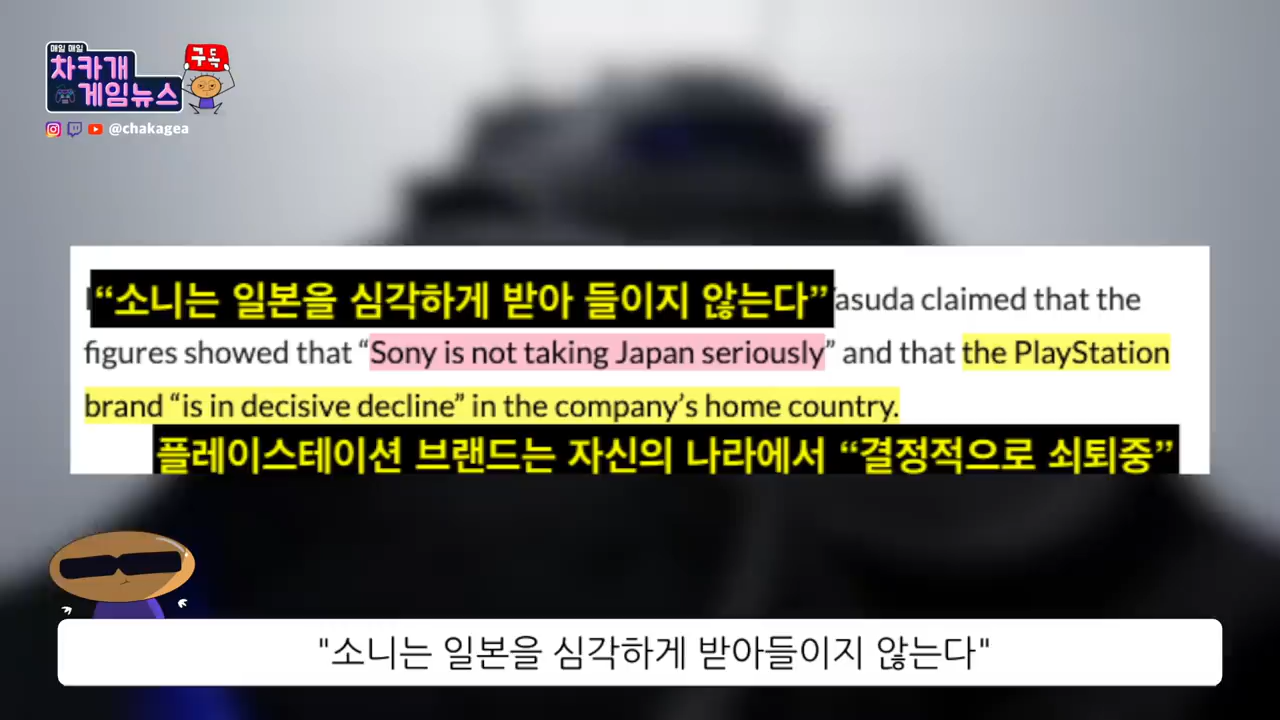 매일 매일
차카개
게임뉴스
구독
@chakagea
“소니는 일본을 심각하게 받아 들이지 않는다”
asuda claimed that the
figures showed that “Sony is not taking Japan seriously” and that the PlayStation
brand “is in decisive decline” in the company’s home country.
플레이스테이션 브랜드는 자신의 나라에서 “결정적으로 쇠퇴중”
"소니는 일본을 심각하게 받아들이지 않는다"